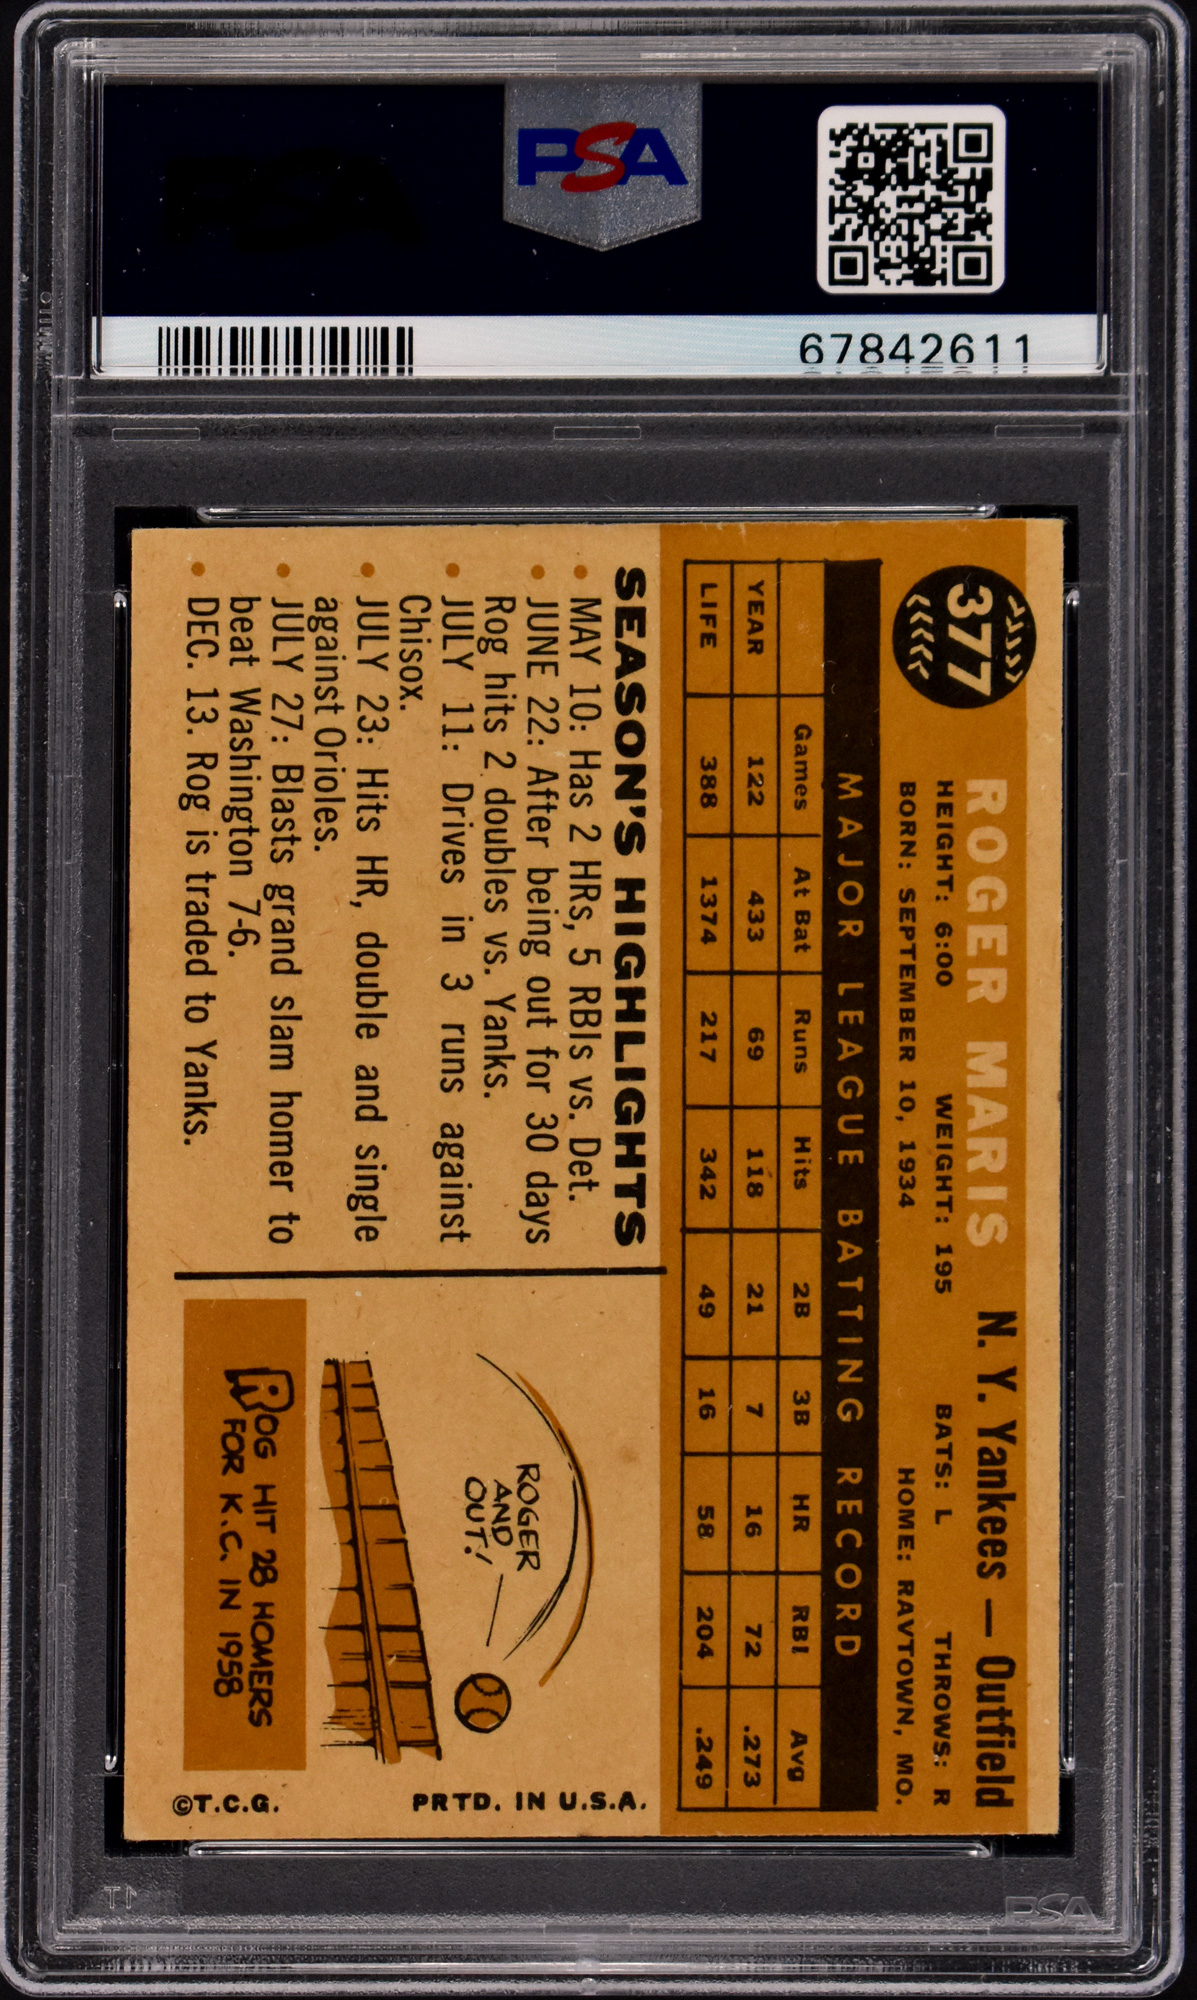 PSA
67842611
377
ROGER MARIS N. Y. Yankees — Outfield
HEIGHT: 6:00 WEIGHT: 195 BATS: L THROWS: R
BORN: SEPTEMBER 10, 1934 HOME: RAYTOWN, MO.
MAJOR LEAGUE BATTING RECORD
Games At Bat Runs Hits 2B 3B HR RBI Avg
YEAR 122 433 69 118 21 7 16 72 .273
LIFE 388 1374 217 342 49 16 58 204 .249
SEASON'S HIGHLIGHTS
• MAY 10: Has 2 HRs, 5 RBIs vs. Det.
• JUNE 22: After being out for 30 days
Rog hits 2 doubles vs. Yanks.
• JULY 11: Drives in 3 runs against
Chisox.
• JULY 23: Hits HR, double and single
against Orioles.
• JULY 27: Blasts grand slam homer to
beat Washington 7-6.
• DEC. 13. Rog is traded to Yanks.
ROGER
AND
OUT!
ROG HIT 28 HOMERS
FOR K.C. IN 1958
©T.C.G. PRTD. IN U.S.A.
PSA